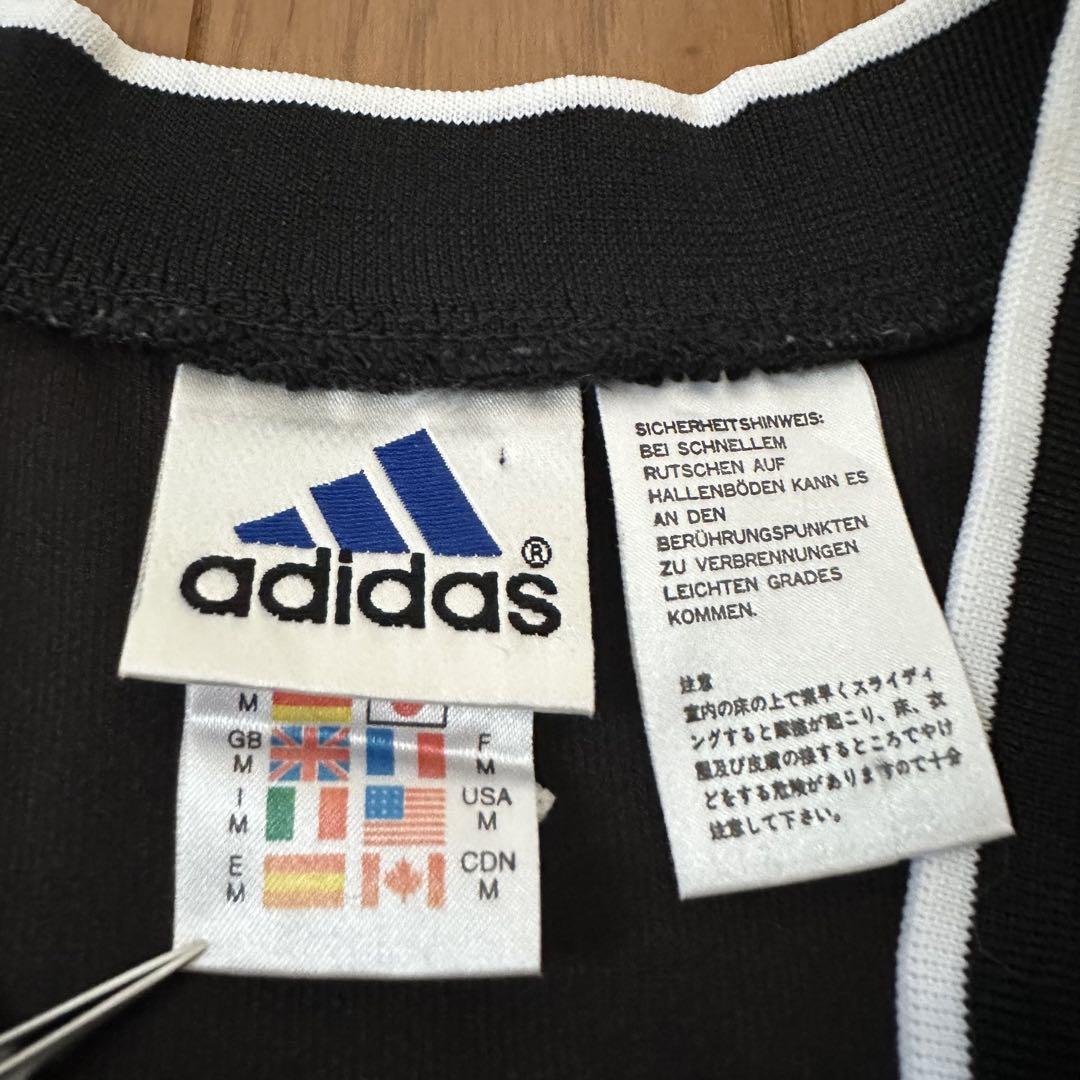 adidas®
M
GB
M
F
M
I
M
USA
M
E
M
CDN
M
SICHERHEITSHINWEIS:
BEI SCHNELLEM
RUTSCHEN AUF
HALLENBÖDEN KANN ES
AN DEN
BERÜHRUNGSPUNKTEN
ZU VERBRENNUNGEN
LEICHTEN GRADES
KOMMEN.
注意
室内の床の上で素早くスライディ
ングすると摩擦が起こり、床、衣
服及び皮膚の接するところでやけ
どをする危険がありますので十分
注意して下さい。